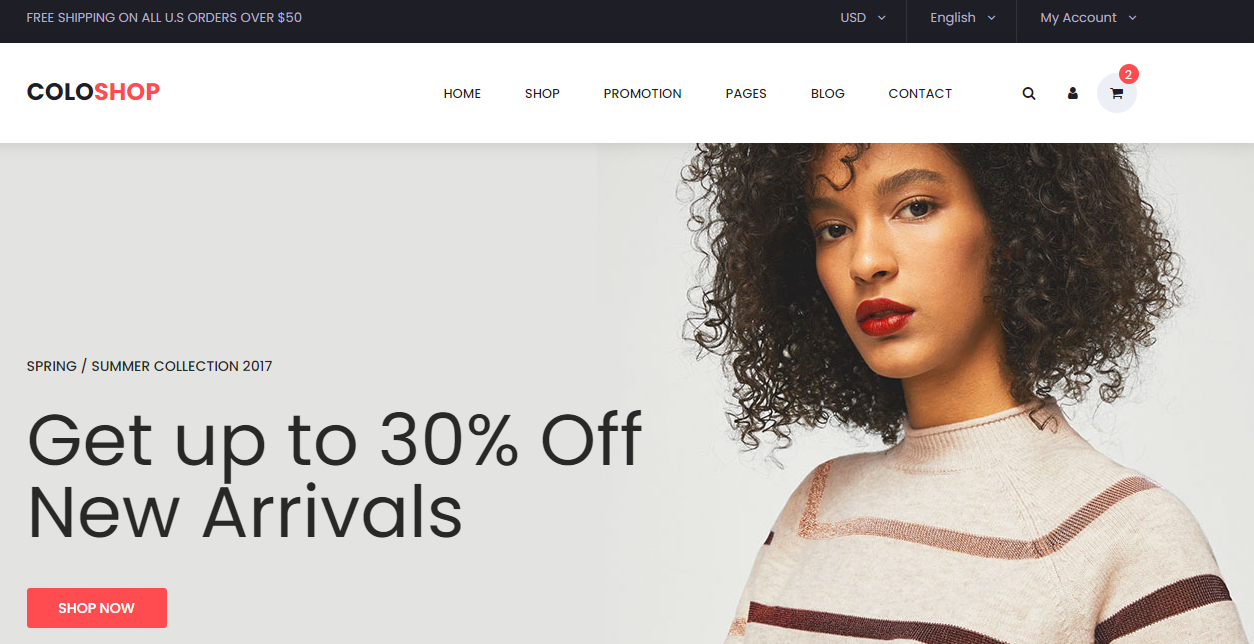 FREE SHIPPING ON ALL U.S ORDERS OVER $50
USD
English
My Account
COLOSHOP
HOME
SHOP
PROMOTION
PAGES
BLOG
CONTACT
2
SPRING / SUMMER COLLECTION 2017
Get up to 30% Off
New Arrivals
SHOP NOW